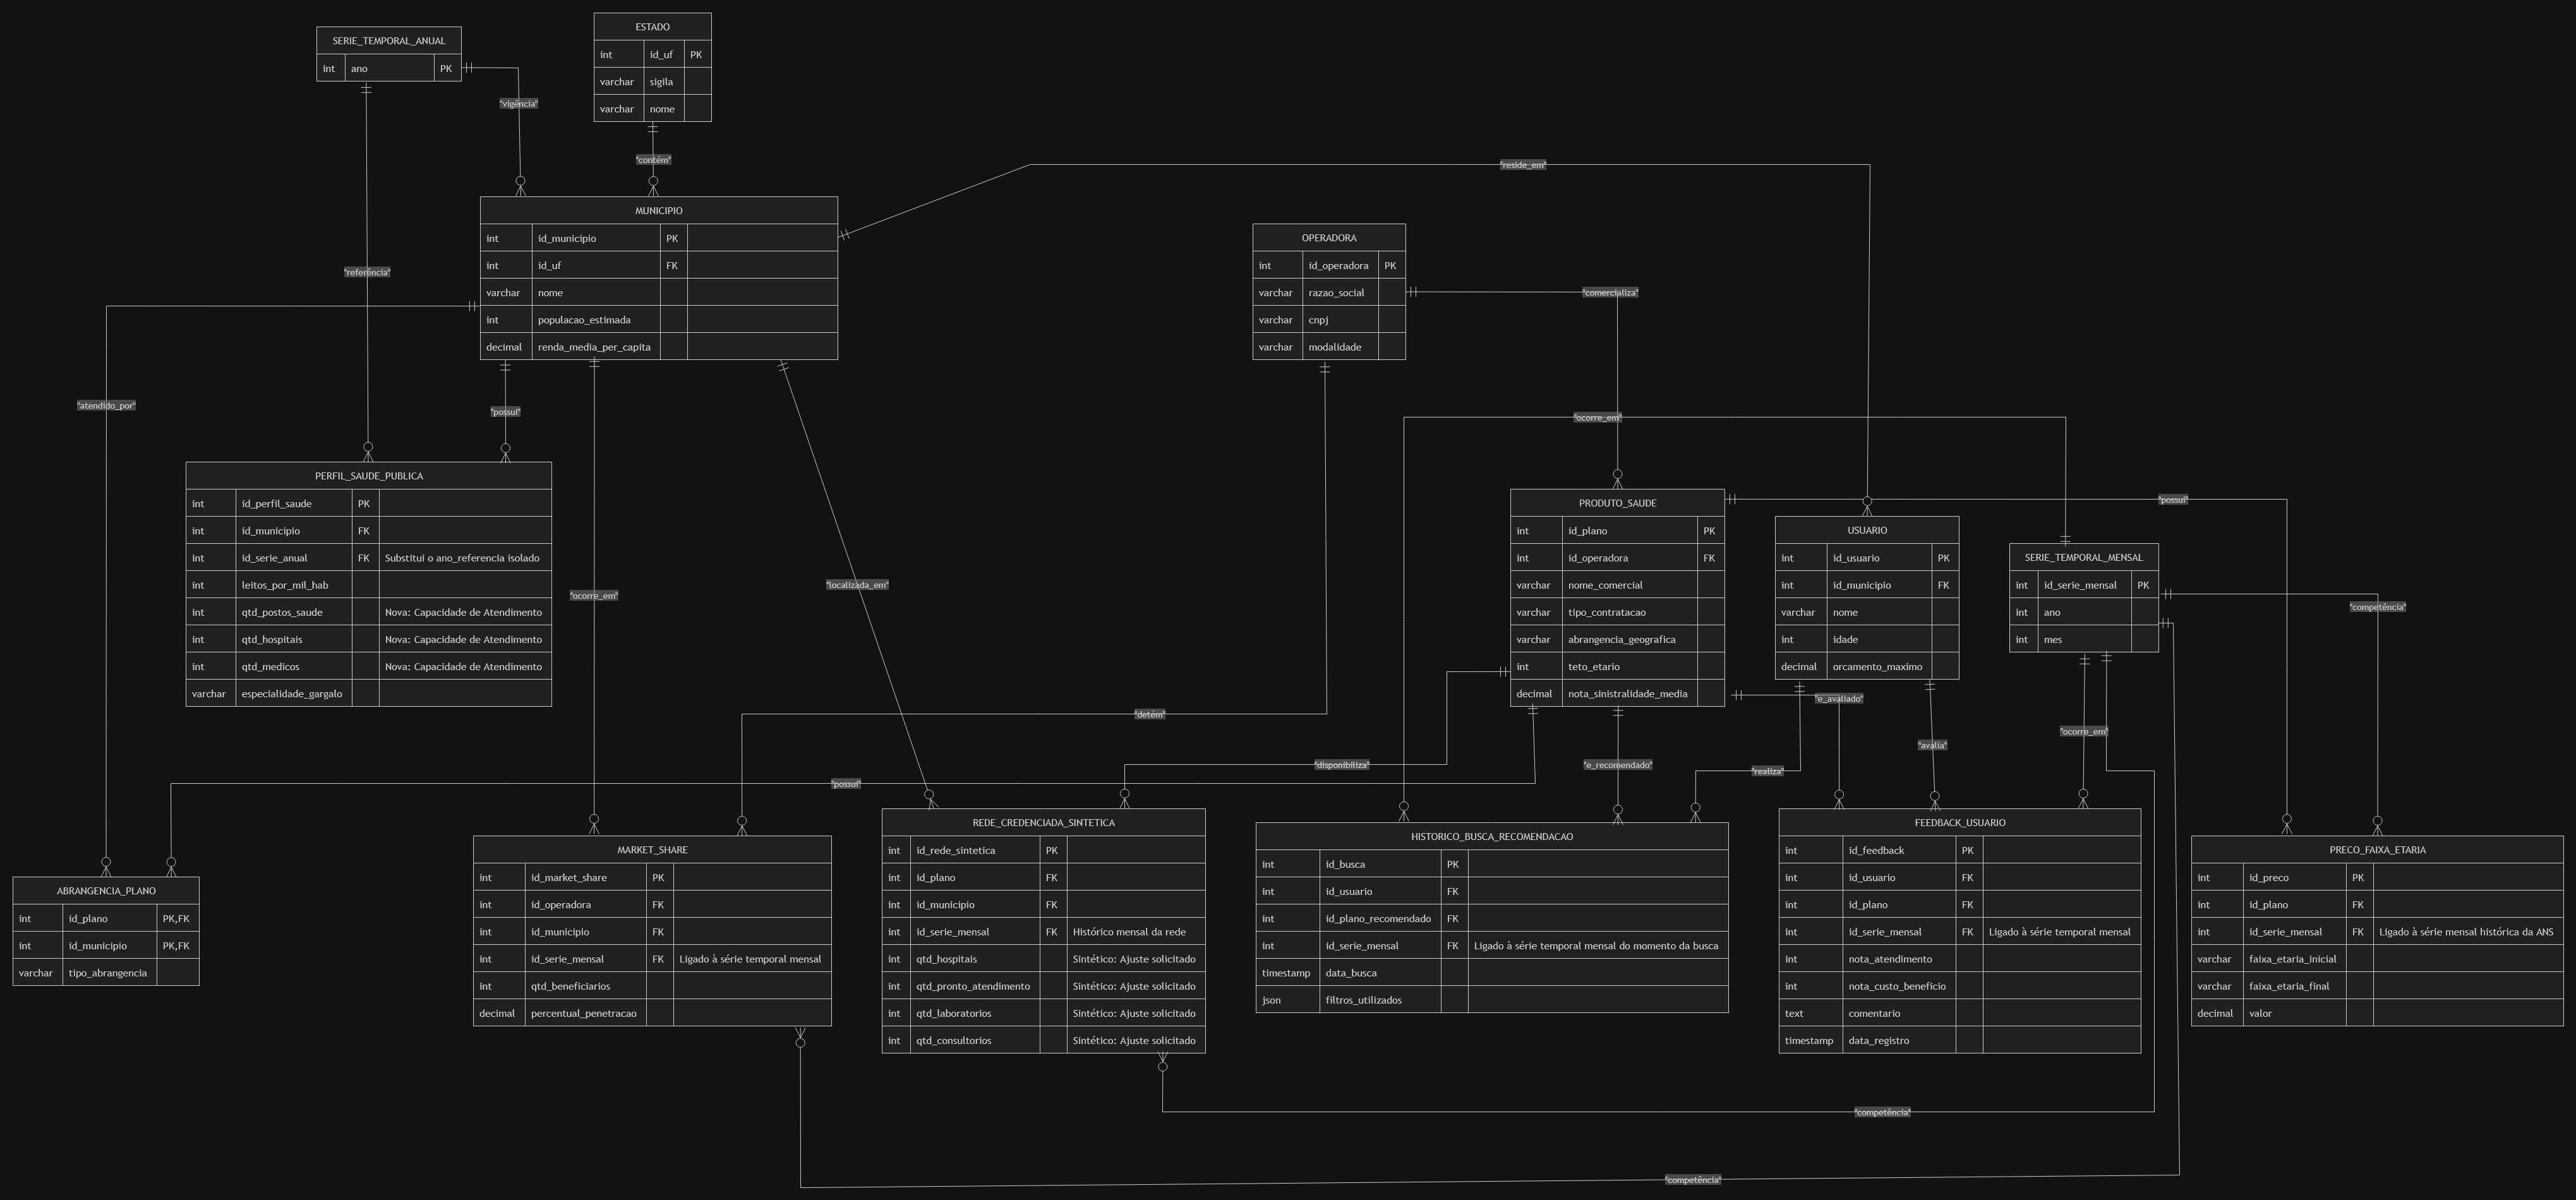 SERIE_TEMPORAL_ANUAL
int ano PK
ESTADO
int id_uf PK
varchar sigila
varchar nome
"vigência"
"contém"
"reside_em"
MUNICIPIO
int id_municipio PK
int id_uf FK
varchar nome
int populacao_estimada
decimal renda_media_per_capita
OPERADORA
int id_operadora PK
varchar razao_social
varchar cnpj
varchar modalidade
"referência"
"comercializa"
"atendido_por"
"possui"
"ocorre_em"
PERFIL_SAUDE_PUBLICA
int id_perfil_saude PK
int id_municipio FK
int id_serie_anual FK Substitui o ano_referencia isolado
int leitos_por_mil_hab
int qtd_postos_saude Nova: Capacidade de Atendimento
int qtd_hospitais Nova: Capacidade de Atendimento
int qtd_medicos Nova: Capacidade de Atendimento
varchar especialidade_gargalo
"ocorre_em"
"localizada_em"
PRODUTO_SAUDE
int id_plano PK
int id_operadora FK
varchar nome_comercial
varchar tipo_contratacao
varchar abrangencia_geografica
int teto_etario
decimal nota_sinistralidade_media
"possui"
USUARIO
int id_usuario PK
int id_municipio FK
varchar nome
int idade
decimal orcamento_maximo
SERIE_TEMPORAL_MENSAL
int id_serie_mensal PK
int ano
int mes
"competência"
"detém"
"e_avaliado"
"ocorre_em"
"avalia"
"disponibiliza"
"e_recomendado"
"realiza"
"possui"
ABRANGENCIA_PLANO
int id_plano PK,FK
int id_municipio PK,FK
varchar tipo_abrangencia
MARKET_SHARE
int id_market_share PK
int id_operadora FK
int id_municipio FK
int id_serie_mensal FK Ligado à série temporal mensal
int qtd_beneficiarios
decimal percentual_penetracao
REDE_CREDENCIADA_SINTETICA
int id_rede_sintetica PK
int id_plano FK
int id_municipio FK
int id_serie_mensal FK Histórico mensal da rede
int qtd_hospitais Sintético: Ajuste solicitado
int qtd_pronto_atendimento Sintético: Ajuste solicitado
int qtd_laboratorios Sintético: Ajuste solicitado
int qtd_consultorios Sintético: Ajuste solicitado
HISTORICO_BUSCA_RECOMENDACAO
int id_busca PK
int id_usuario FK
int id_plano_recomendado FK
int id_serie_mensal FK Ligado à série temporal mensal do momento da busca
timestamp data_busca
json filtros_utilizados
FEEDBACK_USUARIO
int id_feedback PK
int id_usuario FK
int id_plano FK
int id_serie_mensal FK Ligado à série temporal mensal
int nota_atendimento
int nota_custo_beneficio
text comentario
timestamp data_registro
PRECO_FAIXA_ETARIA
int id_preco PK
int id_plano FK
int id_serie_mensal FK Ligado à série mensal histórica da ANS
varchar faixa_etaria_inicial
varchar faixa_etaria_final
decimal valor
"competência"
"competência"